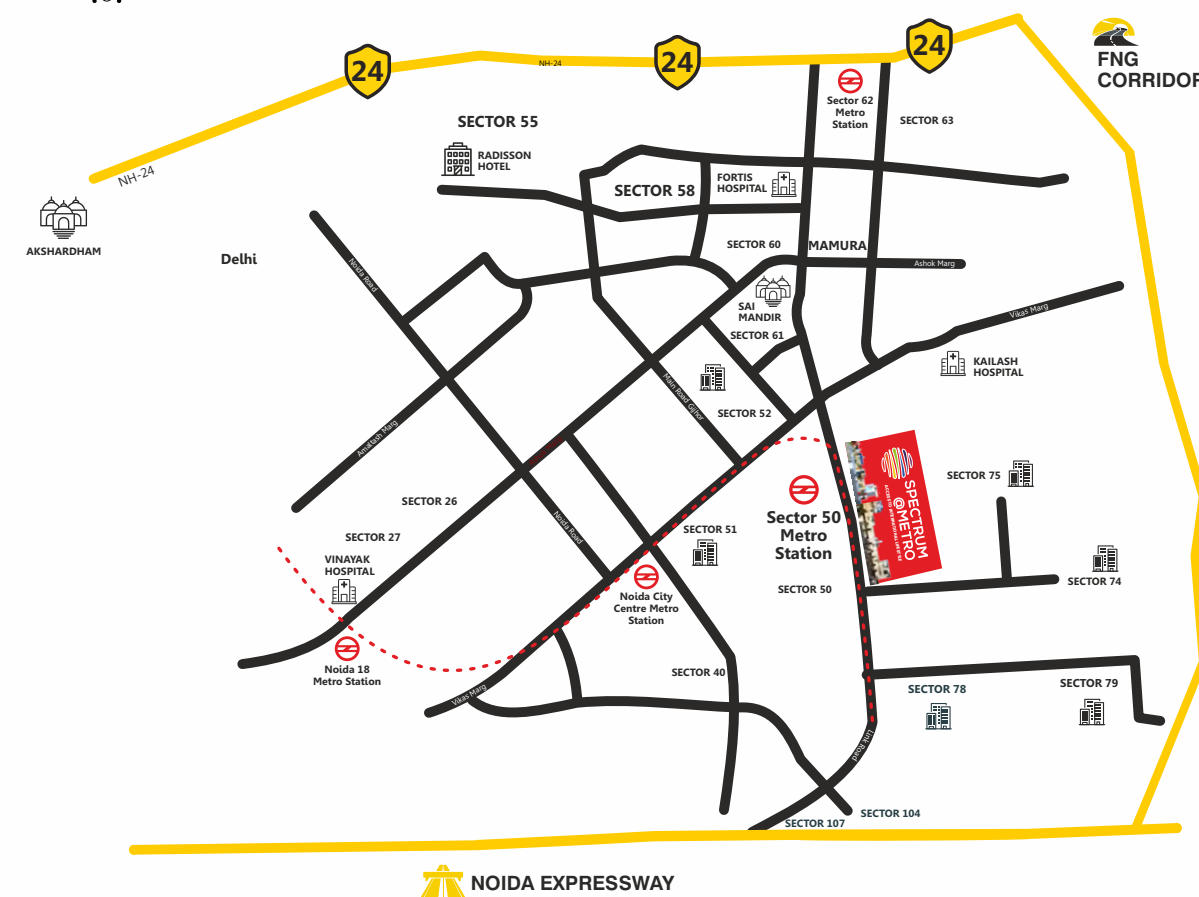 24
24
24
NH-24
NH-24
FNG
CORRIDOR
Sector 62
Metro
Station
SECTOR 63
SECTOR 55
RADISSON
HOTEL
SECTOR 58
FORTIS
HOSPITAL
AKSHARDHAM
Delhi
Noida Road
SECTOR 60
MAMURA
Ashok Marg
SAI
MANDIR
SECTOR 61
Vikas Marg
KAILASH
HOSPITAL
Main Road Gijhor
SECTOR 52
Amaltash Marg
SECTOR 26
SECTOR 27
Noida Road
VINAYAK
HOSPITAL
Noida 18
Metro Station
SECTOR 51
Noida City
Centre Metro
Station
Sector 50
Metro
Station
SPECTRUM
@METRO
SECTOR 75
SECTOR 74
SECTOR 50
SECTOR 40
Vikas Marg
SECTOR 78
SECTOR 79
Link Road
SECTOR 104
SECTOR 107
NOIDA EXPRESSWAY